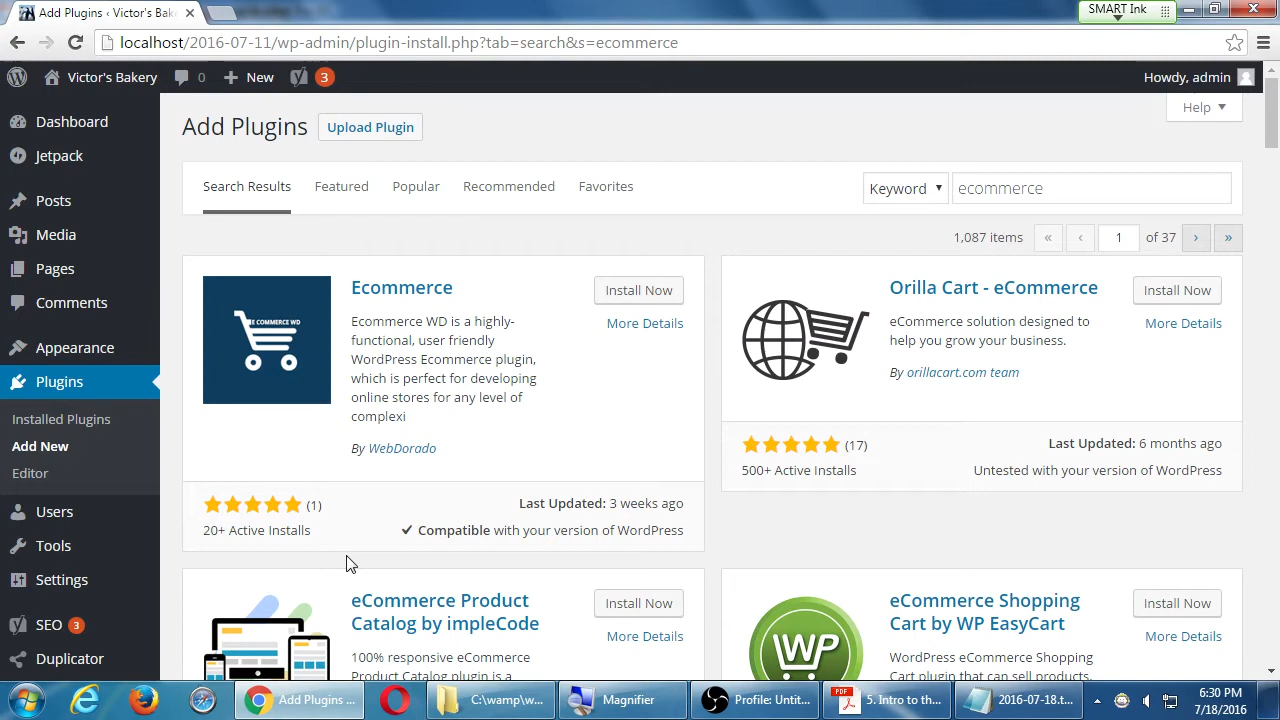 Add Plugins ‹ Victor's Bake
SMART Ink
localhost/2016-07-11/wp-admin/plugin-install.php?tab=search&s=ecommerce
Victor's Bakery
0
New
3
Howdy, admin
Help
Dashboard
Jetpack
Posts
Media
Pages
Comments
Appearance
Plugins
Installed Plugins
Add New
Editor
Users
Tools
Settings
SEO 3
Duplicator
Add Plugins
Upload Plugin
Search Results
Featured
Popular
Recommended
Favorites
Keyword
ecommerce
1,087 items
«
‹
1
of 37
›
»
E COMMERCE WD
Ecommerce
Install Now
More Details
Ecommerce WD is a highly-
functional, user friendly
WordPress Ecommerce plugin,
which is perfect for developing
online stores for any level of
complexi
By WebDorado
(1)
Last Updated: 3 weeks ago
20+ Active Installs
Compatible with your version of WordPress
Orilla Cart - eCommerce
Install Now
More Details
eCommerce solution designed to
help you grow your business.
By orillacart.com team
(17)
Last Updated: 6 months ago
500+ Active Installs
Untested with your version of WordPress
eCommerce Product
Catalog by impleCode
Install Now
More Details
100% responsive eCommerce
Product Catalog plugin is a
WP
eCommerce Shopping
Cart by WP EasyCart
Install Now
More Details
WordPress eCommerce Shopping
Cart plugin that can sell products,
Add Plugins ...
C:\wamp\w...
Magnifier
Profile: Untit...
PDF
5. Intro to th...
2016-07-18.t...
6:30 PM
7/18/2016